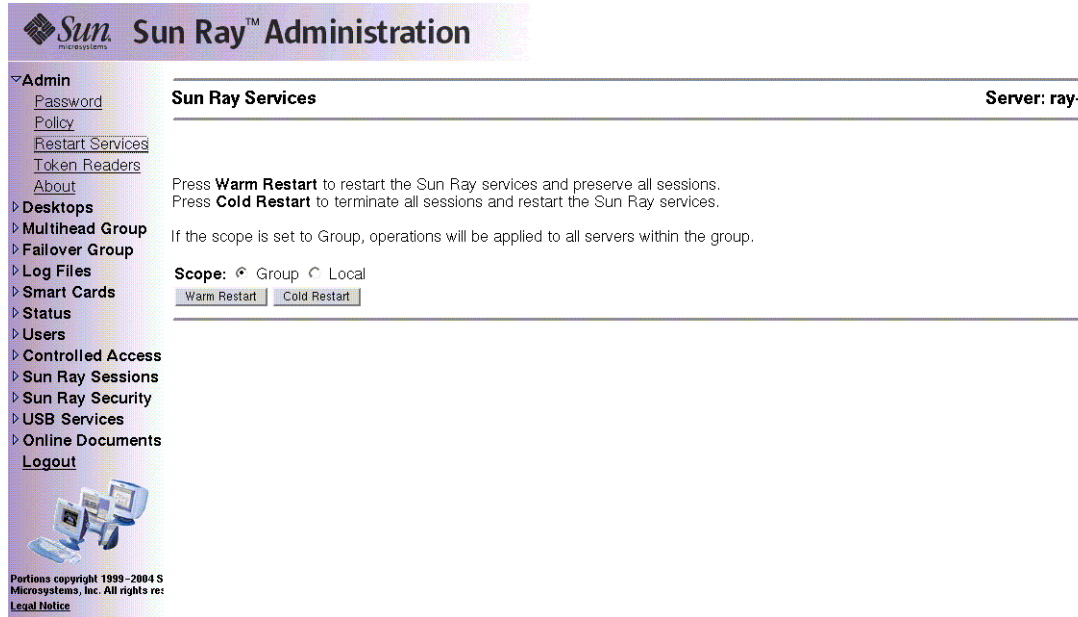 Sun microsystems
Sun Ray™ Administration
Admin
Password
Policy
Restart Services
Token Readers
About
Desktops
Multihead Group
Failover Group
Log Files
Smart Cards
Status
Users
Controlled Access
Sun Ray Sessions
Sun Ray Security
USB Services
Online Documents
Logout
Portions copyright 1999-2004 S
Microsystems, Inc. All rights res
Legal Notice
Sun Ray Services Server: ray-
Press Warm Restart to restart the Sun Ray services and preserve all sessions.
Press Cold Restart to terminate all sessions and restart the Sun Ray services.
If the scope is set to Group, operations will be applied to all servers within the group.
Scope: Group Local
Warm Restart Cold Restart